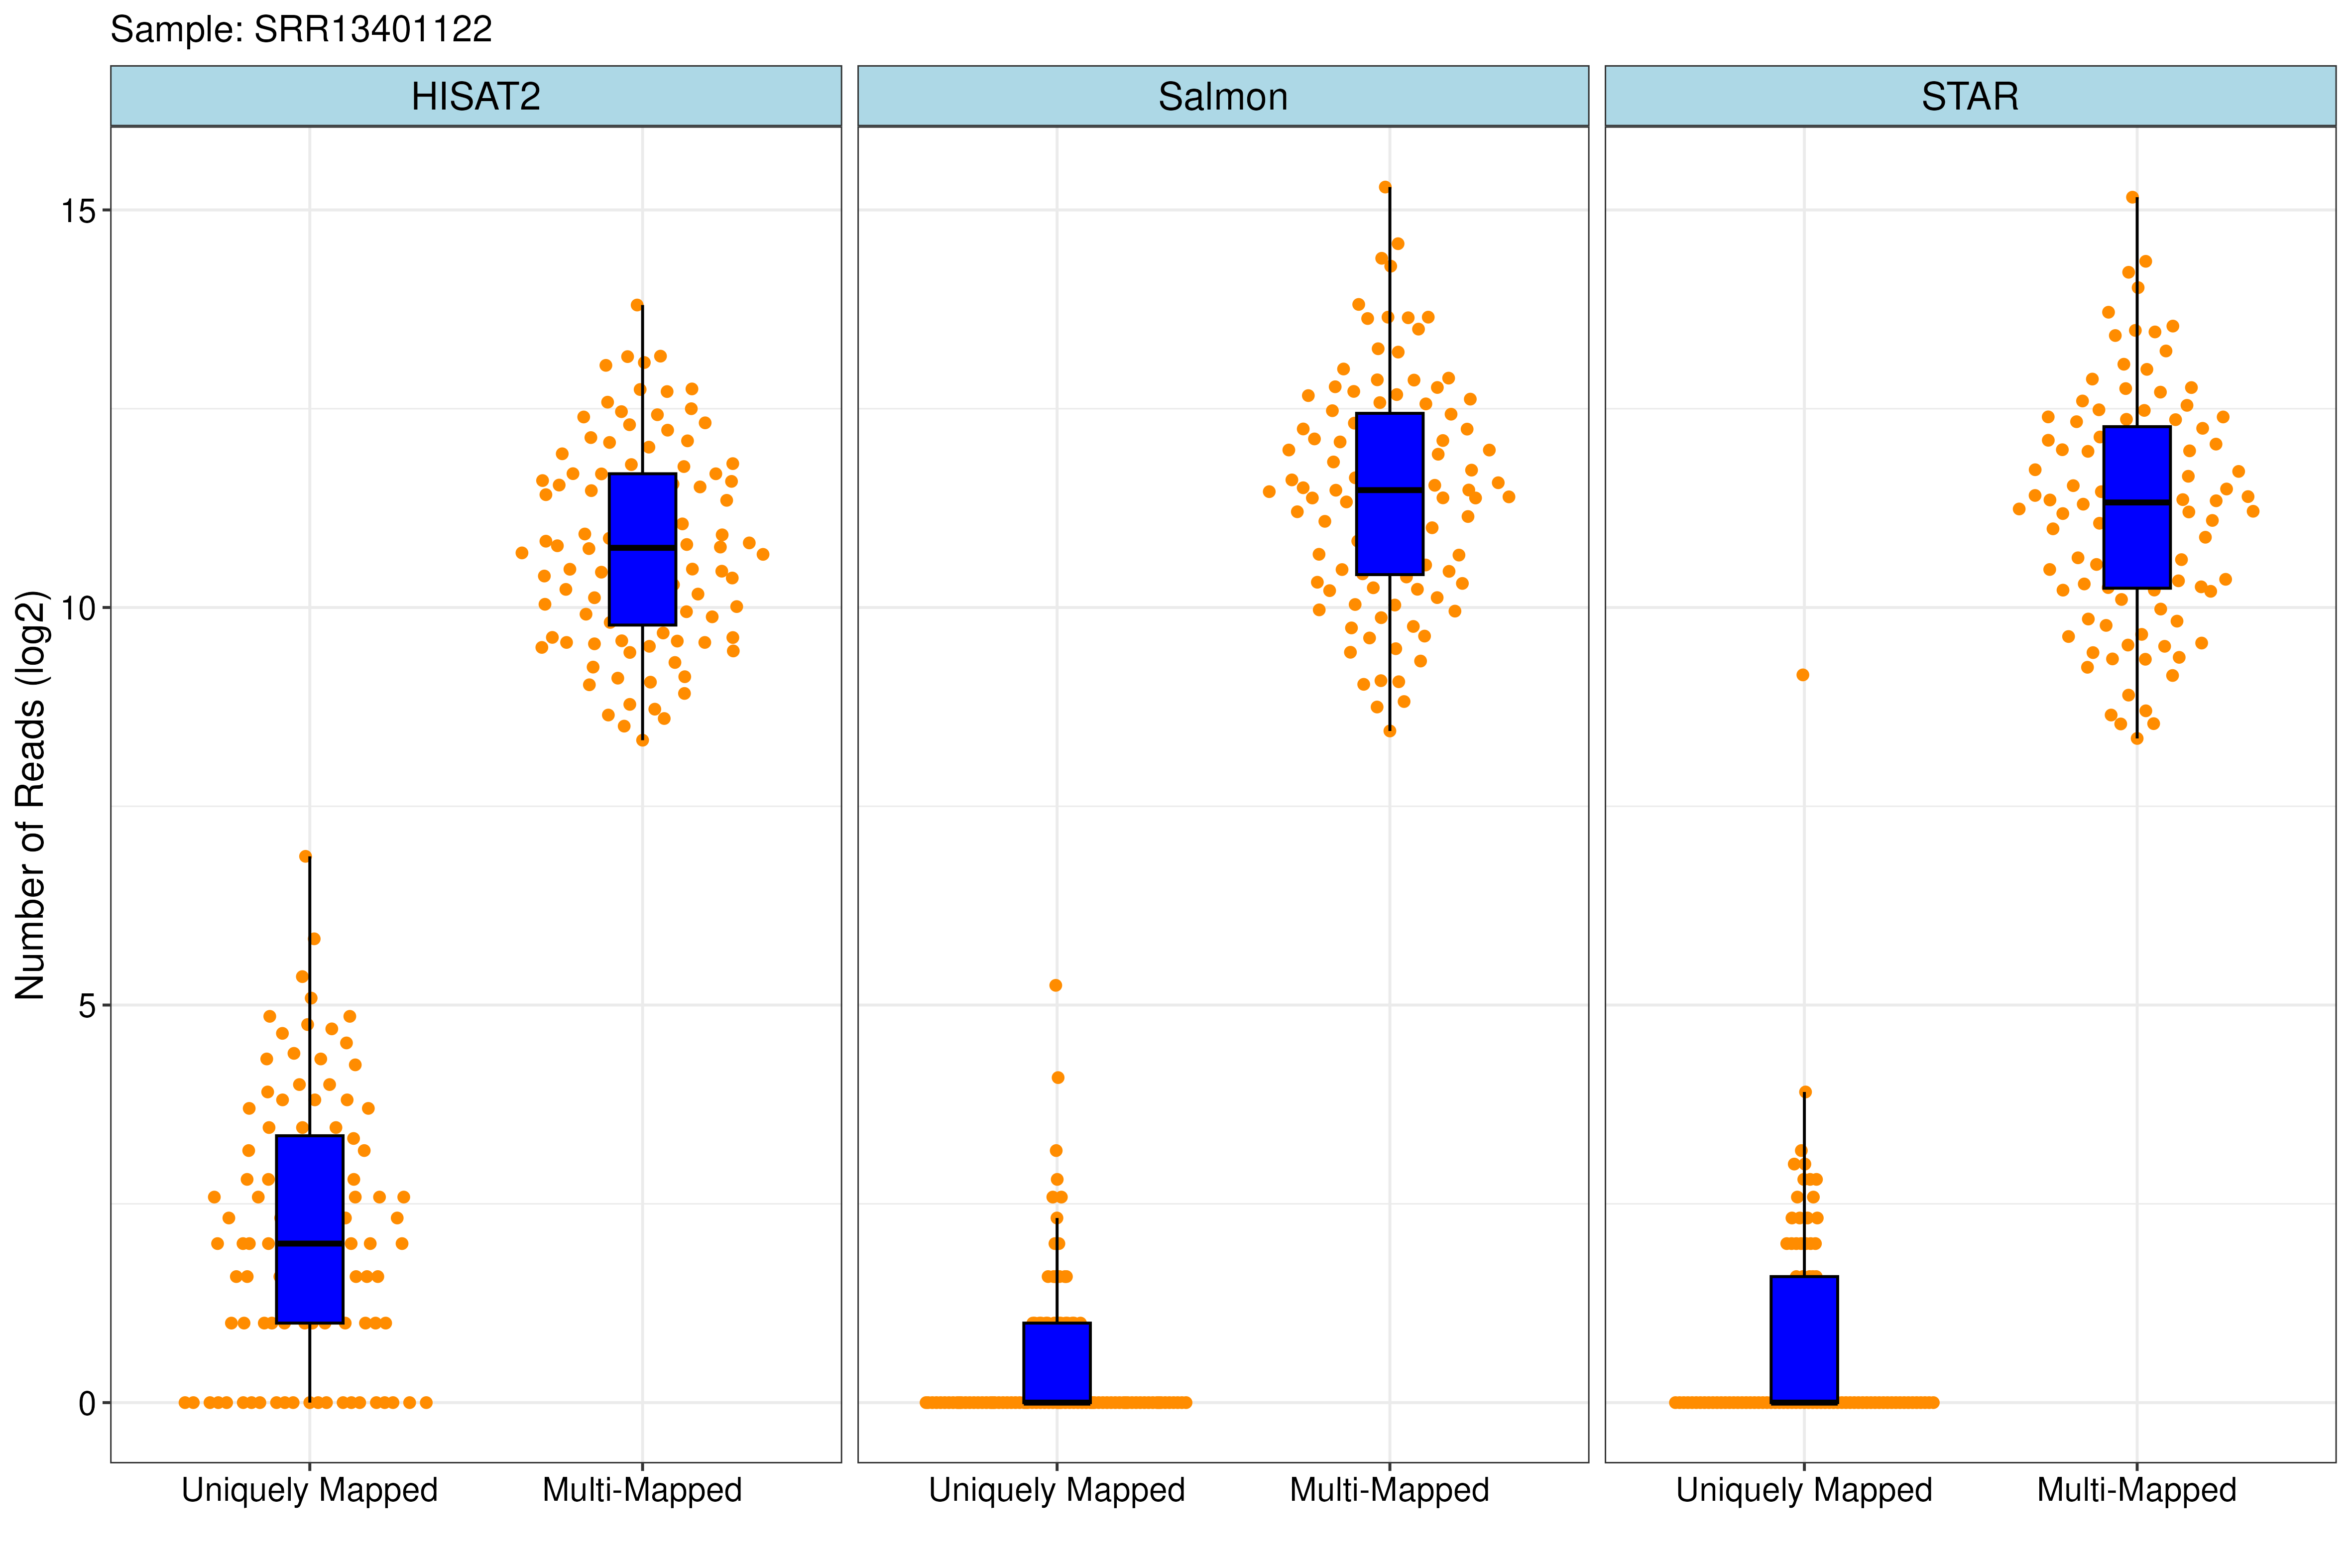 Sample: SRR13401122
HISAT2
Salmon
STAR
Number of Reads (log2)
15
10
5
0
Uniquely Mapped
Multi-Mapped
Uniquely Mapped
Multi-Mapped
Uniquely Mapped
Multi-Mapped